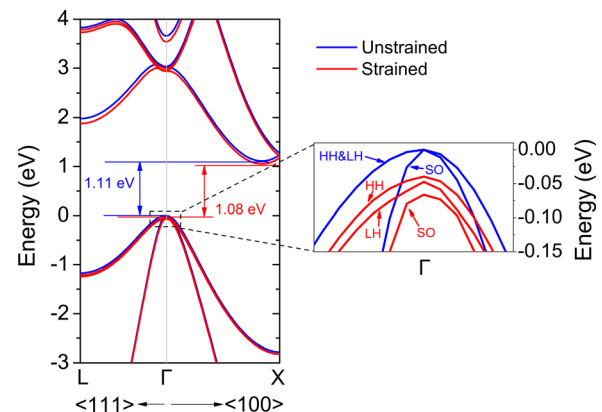 4
3
2
1
0
-1
-2
-3
Energy (eV)
1.11 eV
1.08 eV
L
Γ
X
<111>
<100>
Unstrained
Strained
HH&LH
SO
HH
LH
SO
0.00
-0.05
-0.10
-0.15
Energy (eV)
Γ